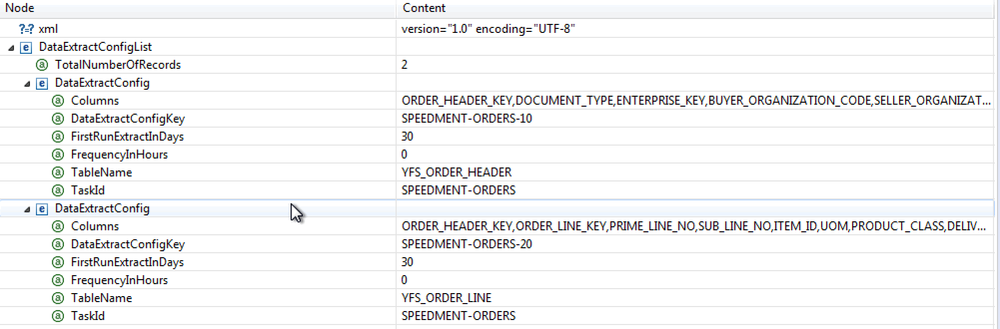 Node Content
?=? xml version="1.0" encoding="UTF-8"
e DataExtractConfigList
a TotalNumberOfRecords 2
e DataExtractConfig
a Columns ORDER_HEADER_KEY,DOCUMENT_TYPE,ENTERPRISE_KEY,BUYER_ORGANIZATION_CODE,SELLER_ORGANIZAT...
a DataExtractConfigKey SPEEDMENT-ORDERS-10
a FirstRunExtractInDays 30
a FrequencyInHours 0
a TableName YFS_ORDER_HEADER
a TaskId SPEEDMENT-ORDERS
e DataExtractConfig
a Columns ORDER_HEADER_KEY,ORDER_LINE_KEY,PRIME_LINE_NO,SUB_LINE_NO,ITEM_ID,UOM,PRODUCT_CLASS,DELIV...
a DataExtractConfigKey SPEEDMENT-ORDERS-20
a FirstRunExtractInDays 30
a FrequencyInHours 0
a TableName YFS_ORDER_LINE
a TaskId SPEEDMENT-ORDERS